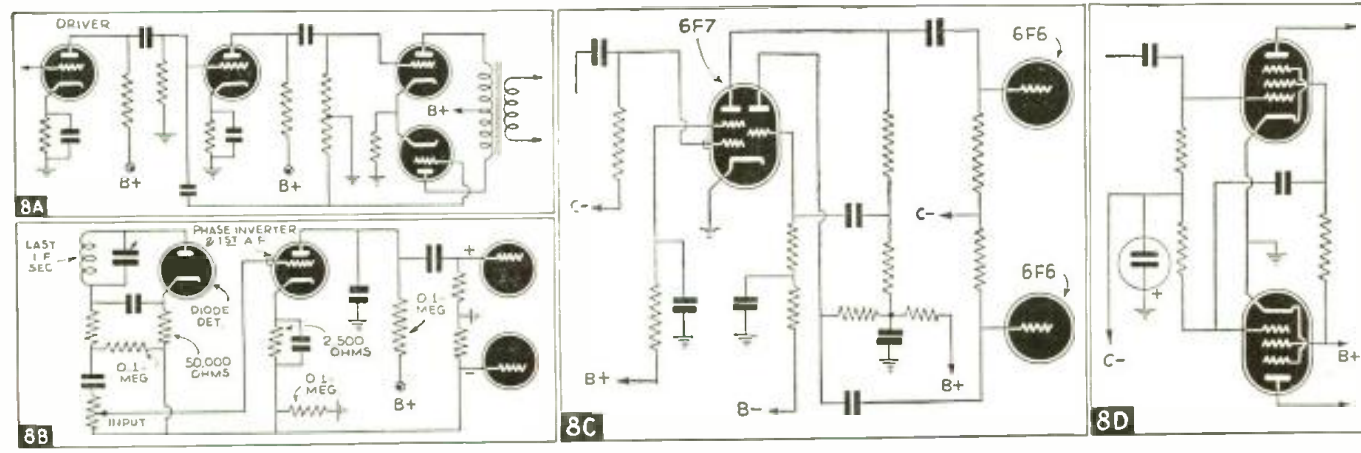 DRIVER
B+
B+
B+
8A
LAST
I F
SEC
DIODE
DET.
PHASE INVERTER
& 1ST A F
0.1-
MEG
50,000
OHMS
INPUT
2,500
OHMS
0.1-
MEG
0.1-
MEG
B+
+
-
8B
6F7
6F6
C-
C-
6F6
B+
B-
B+
8C
+
C-
B+
8D